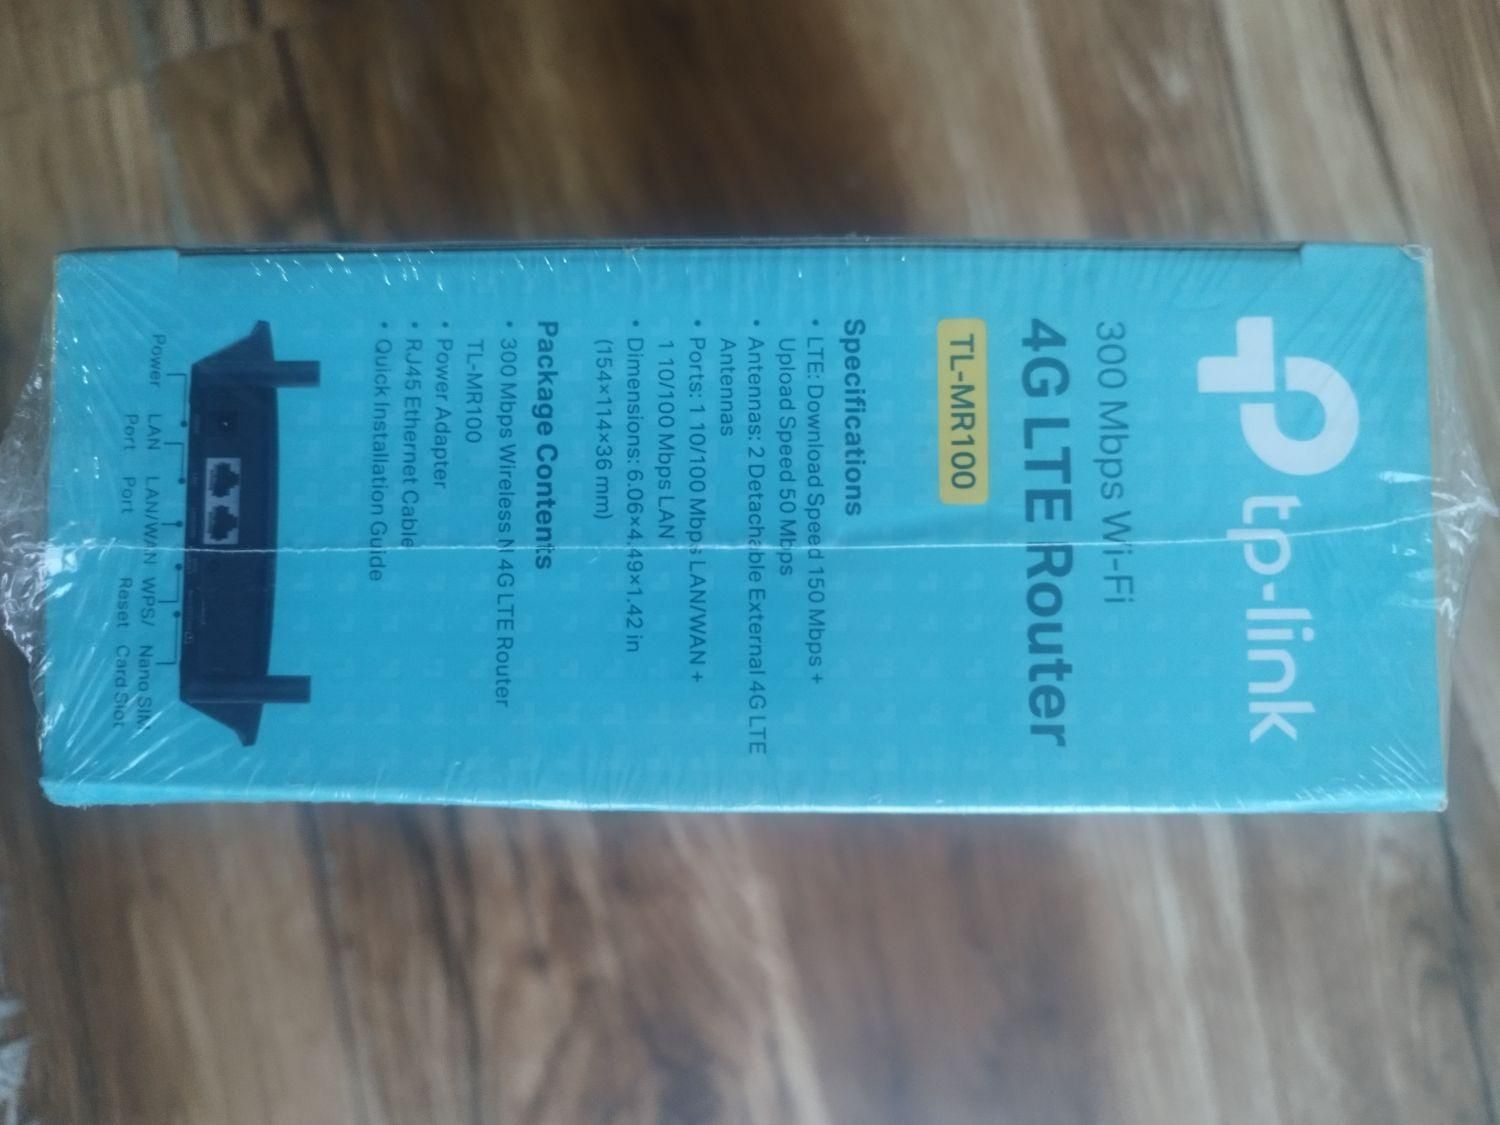 tp-link
300 Mbps Wi-Fi
4G LTE Router
TL-MR100
Specifications
• LTE: Download Speed 150 Mbps +
Upload Speed 50 Mbps
• Antennas: 2 Detachable External 4G LTE
Antennas
• Ports: 1 10/100 Mbps LAN/WAN +
1 10/100 Mbps LAN
• Dimensions: 6.06×4.49×1.42 in
(154×114×36 mm)
Package Contents
• 300 Mbps Wireless N 4G LTE Router
TL-MR100
• Power Adapter
• RJ45 Ethernet Cable
• Quick Installation Guide
Power
LAN
Port
LAN/WAN
Port
WPS/
Reset
Nano SIM
Card Slot